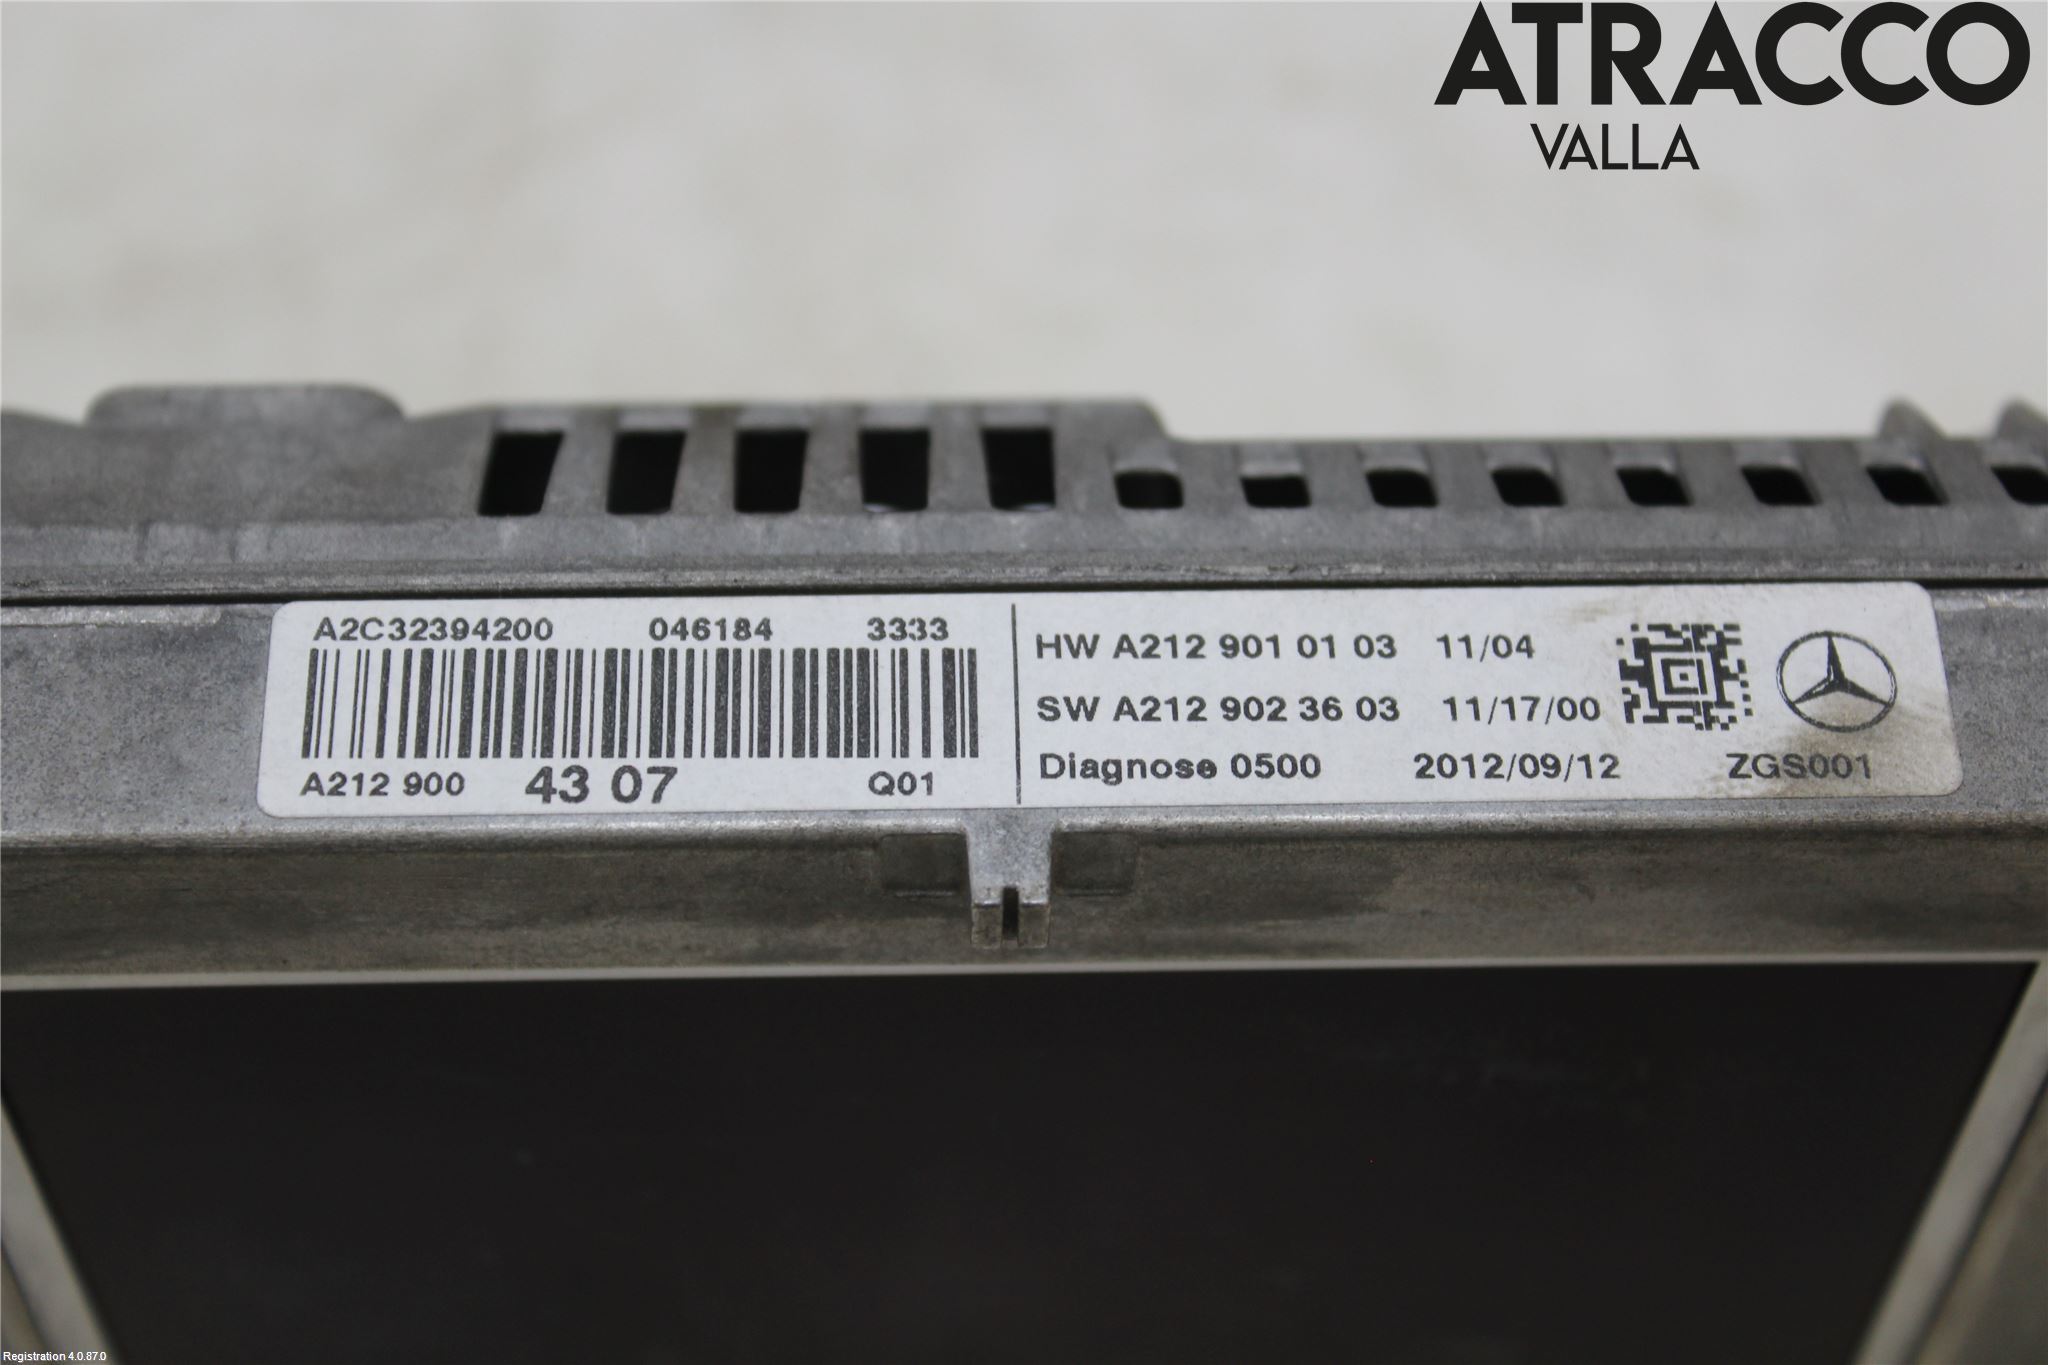 ATRACCO
VALLA
A2C32394200 046184 3333
A212 900 43 07 Q01
HW A212 901 01 03 11/04
SW A212 902 36 03 11/17/00
Diagnose 0500 2012/09/12 ZGS001
Registration 4.0.87.0